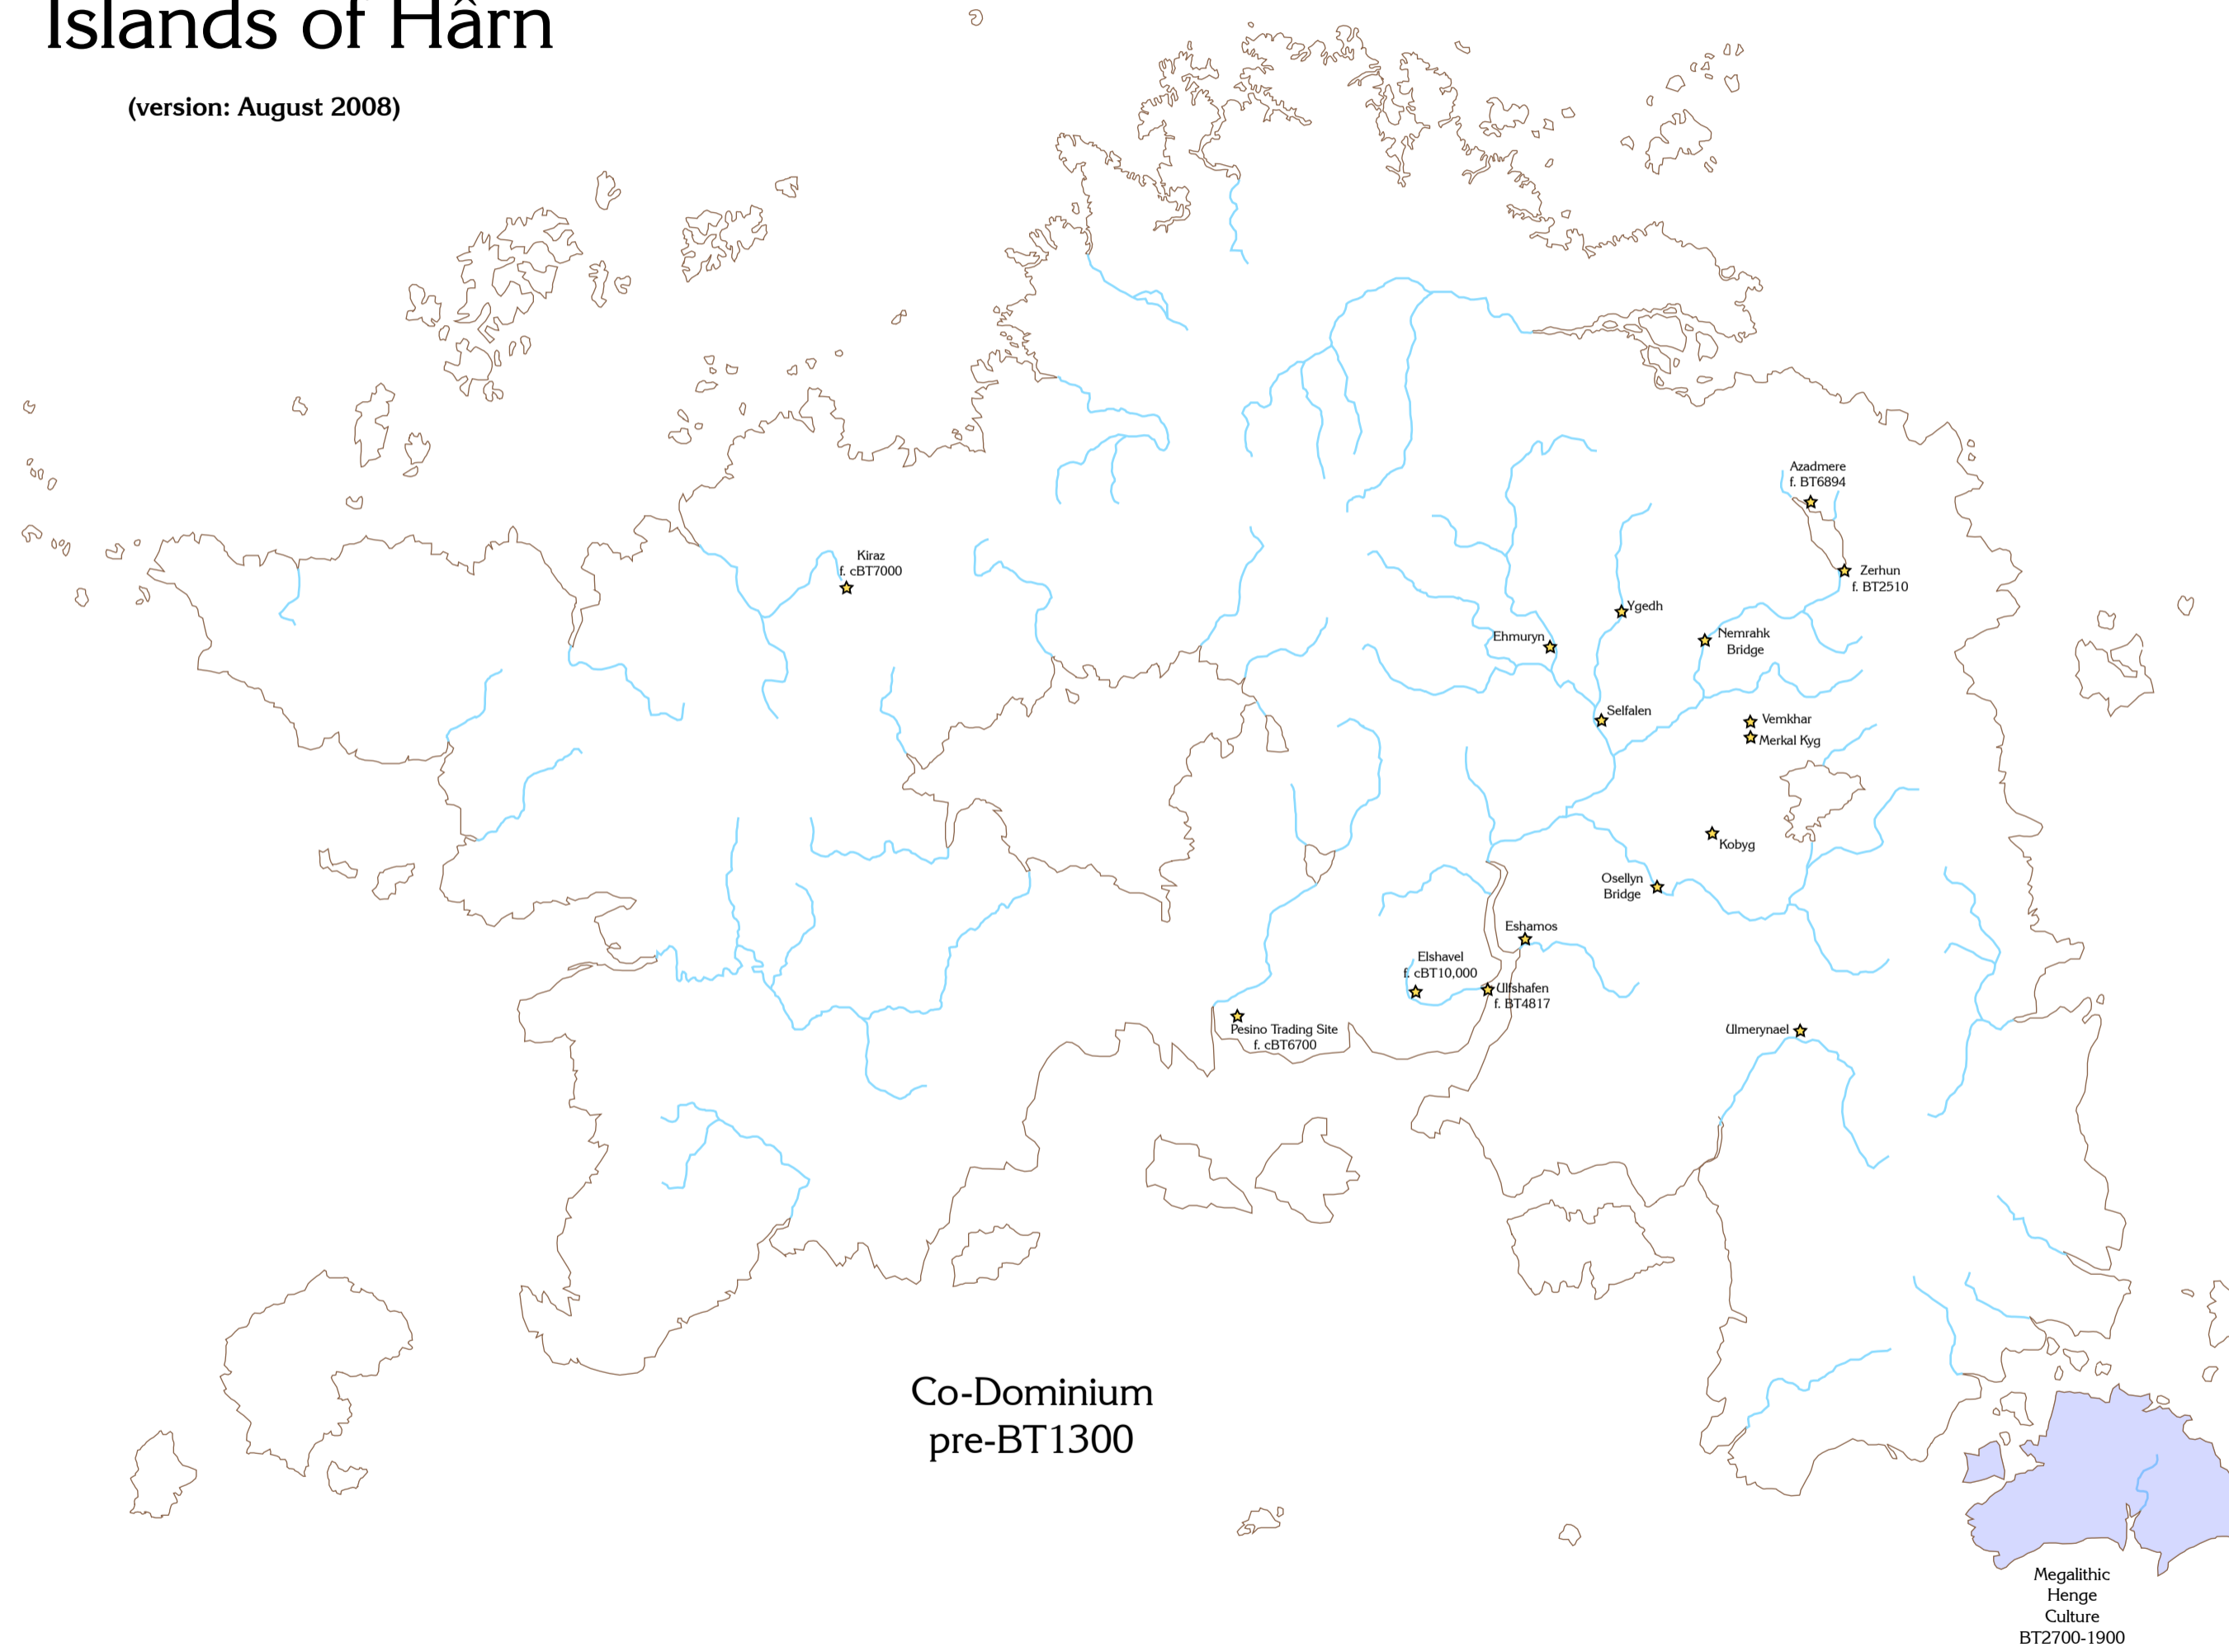 Islands of Hârn
(version: August 2008)
Azadmere
f. BT6894
Kiraz
f. cBT7000
Zerhun
f. BT2510
Ygedh
Ehmuryn
Nemrahk
Bridge
Selfalen
Vemkhar
Merkal Kyg
Kobyg
Osellyn
Bridge
Eshamos
Elshavel
f. cBT10,000
Ulfshafen
f. BT4817
Pesino Trading Site
f. cBT6700
Ulmerynael
Co-Dominium
pre-BT1300
Megalithic
Henge
Culture
BT2700-1900